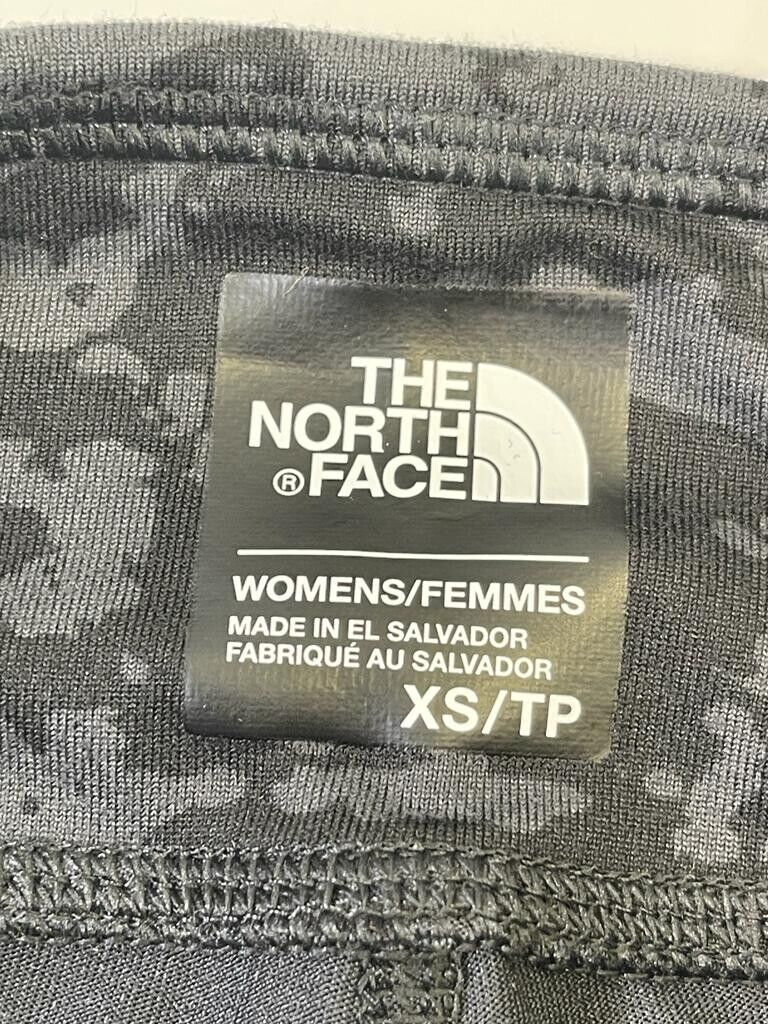 THE
NORTH
® FACE
WOMENS/FEMMES
MADE IN EL SALVADOR
FABRIQUÉ AU SALVADOR
XS/TP